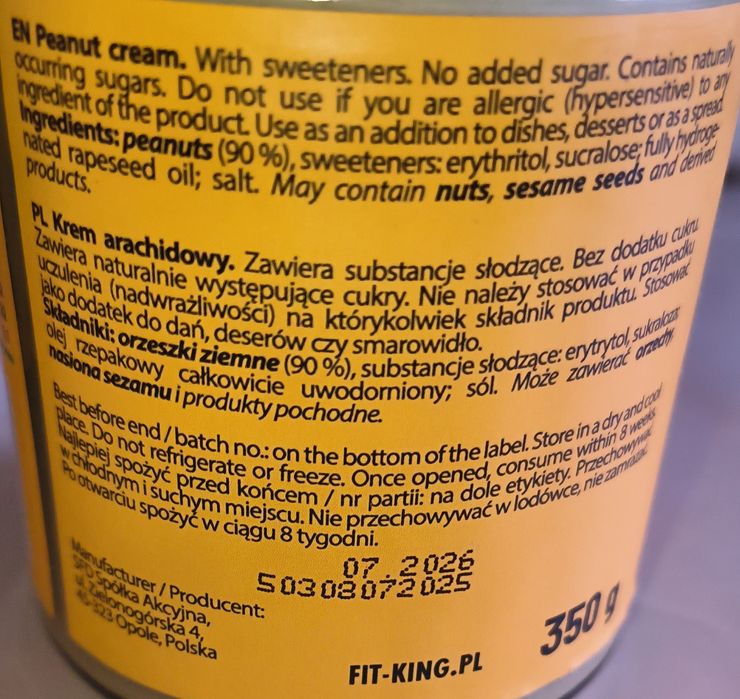 EN Peanut cream. With sweeteners. No added sugar. Contains naturally
occurring sugars. Do not use if you are allergic (hypersensitive) to any
ingredient of the product. Use as an addition to dishes, desserts or as a spread.
Ingredients: peanuts (90 %), sweeteners: erythritol, sucralose; fully hydroge-
nated rapeseed oil; salt. May contain nuts, sesame seeds and derived
products.
PL Krem arachidowy. Zawiera substancje słodzące. Bez dodatku cukru.
Zawiera naturalnie występujące cukry. Nie należy stosować w przypadku
uczulenia (nadwrażliwości) na którykolwiek składnik produktu. Stosować
jako dodatek do dań, deserów czy smarowidło.
Składniki: orzeszki ziemne (90 %), substancje słodzące: erytrytol, sukraloza;
olej rzepakowy całkowicie uwodorniony; sól. Może zawierać orzechy,
nasiona sezamu i produkty pochodne.
Best before end / batch no.: on the bottom of the label. Store in a dry and cool
place. Do not refrigerate or freeze. Once opened, consume within 8 weeks.
Najlepiej spożyć przed końcem / nr partii: na dole etykiety. Przechowywać
w chłodnym i suchym miejscu. Nie przechowywać w lodówce, nie zamrażać.
Po otwarciu spożyć w ciągu 8 tygodni.
07.2026
S0308072025
Manufacturer / Producent:
SFD Spółka Akcyjna,
ul. Zielonogórska 4,
45-323 Opole, Polska
FIT-KING.PL
350 g